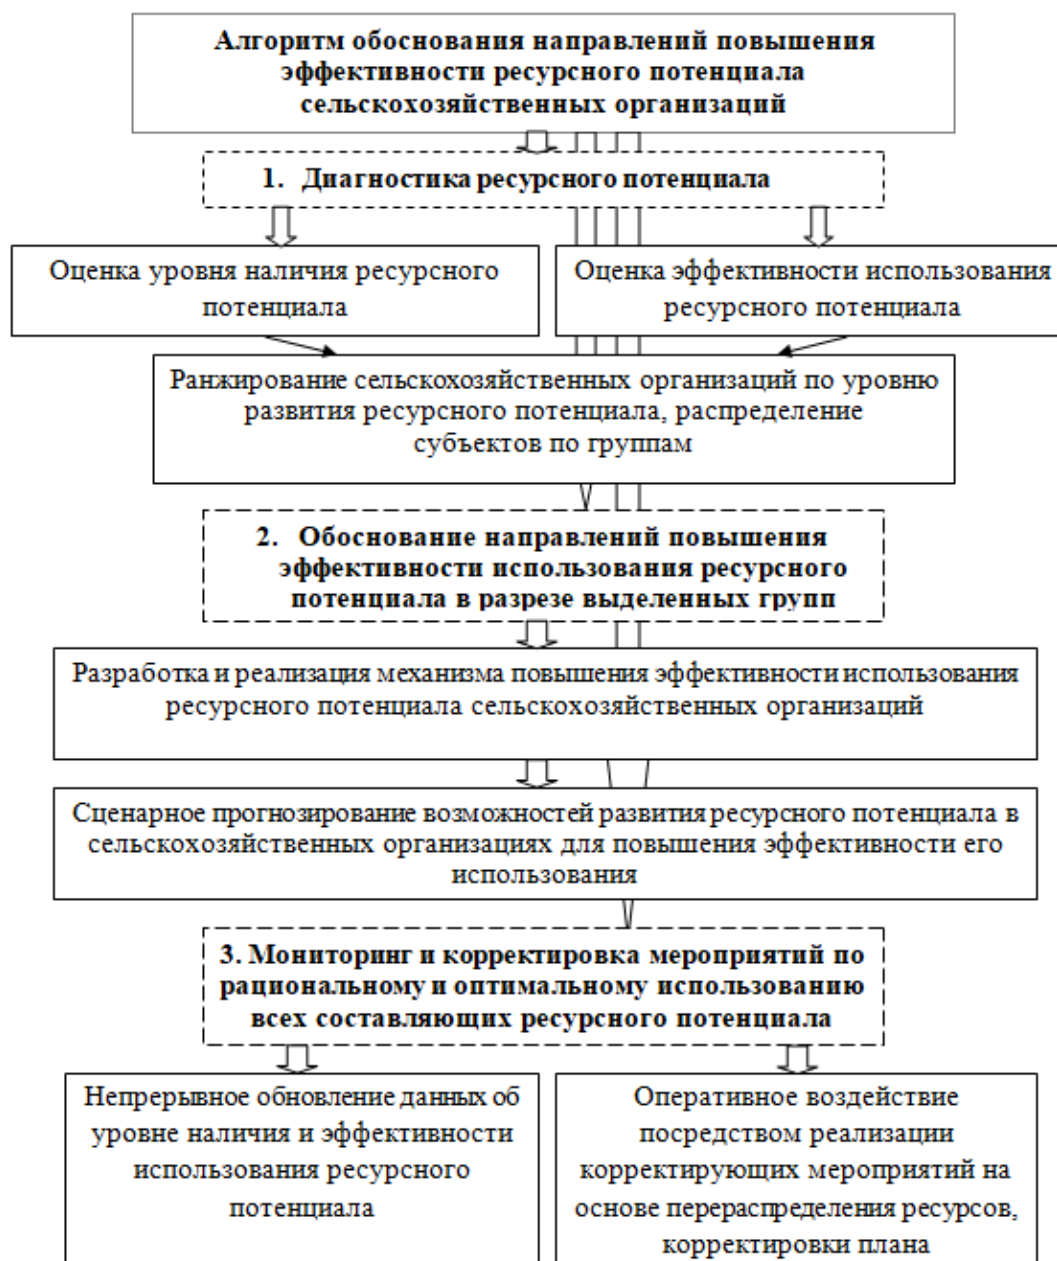 Алгоритм обоснования направлений повышения
эффективности ресурсного потенциала
сельскохозяйственных организаций
1. Диагностика ресурсного потенциала
Оценка уровня наличия ресурсного
потенциала
Оценка эффективности использования
ресурсного потенциала
Ранжирование сельскохозяйственных организаций по уровню
развития ресурсного потенциала, распределение
субъектов по группам
2. Обоснование направлений повышения
эффективности использования ресурсного
потенциала в разрезе выделенных групп
Разработка и реализация механизма повышения эффективности использования
ресурсного потенциала сельскохозяйственных организаций
Сценарное прогнозирование возможностей развития ресурсного потенциала в
сельскохозяйственных организациях для повышения эффективности его
использования
3. Мониторинг и корректировка мероприятий по
рациональному и оптимальному использованию
всех составляющих ресурсного потенциала
Непрерывное обновление данных об
уровне наличия и эффективности
использования ресурсного
потенциала
Оперативное воздействие
посредством реализации
корректирующих мероприятий на
основе перераспределения ресурсов,
корректировки плана